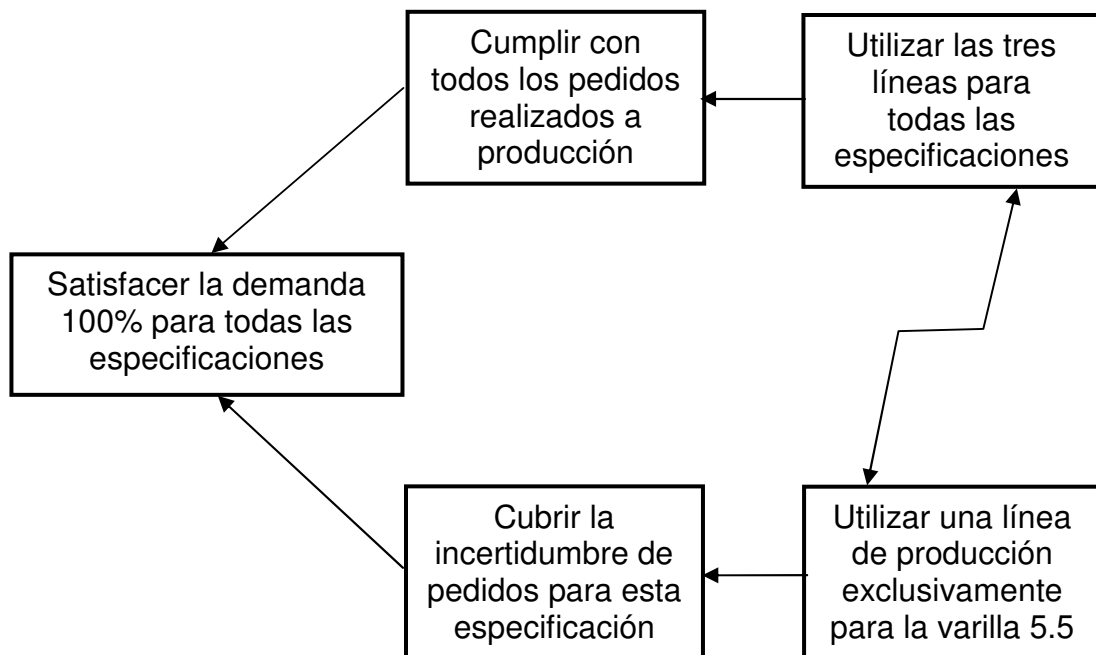 Cumplir con
todos los pedidos
realizados a
producción
Utilizar las tres
líneas para
todas las
especificaciones
Satisfacer la demanda
100% para todas las
especificaciones
Cubrir la
incertidumbre de
pedidos para esta
especificación
Utilizar una línea
de producción
exclusivamente
para la varilla 5.5